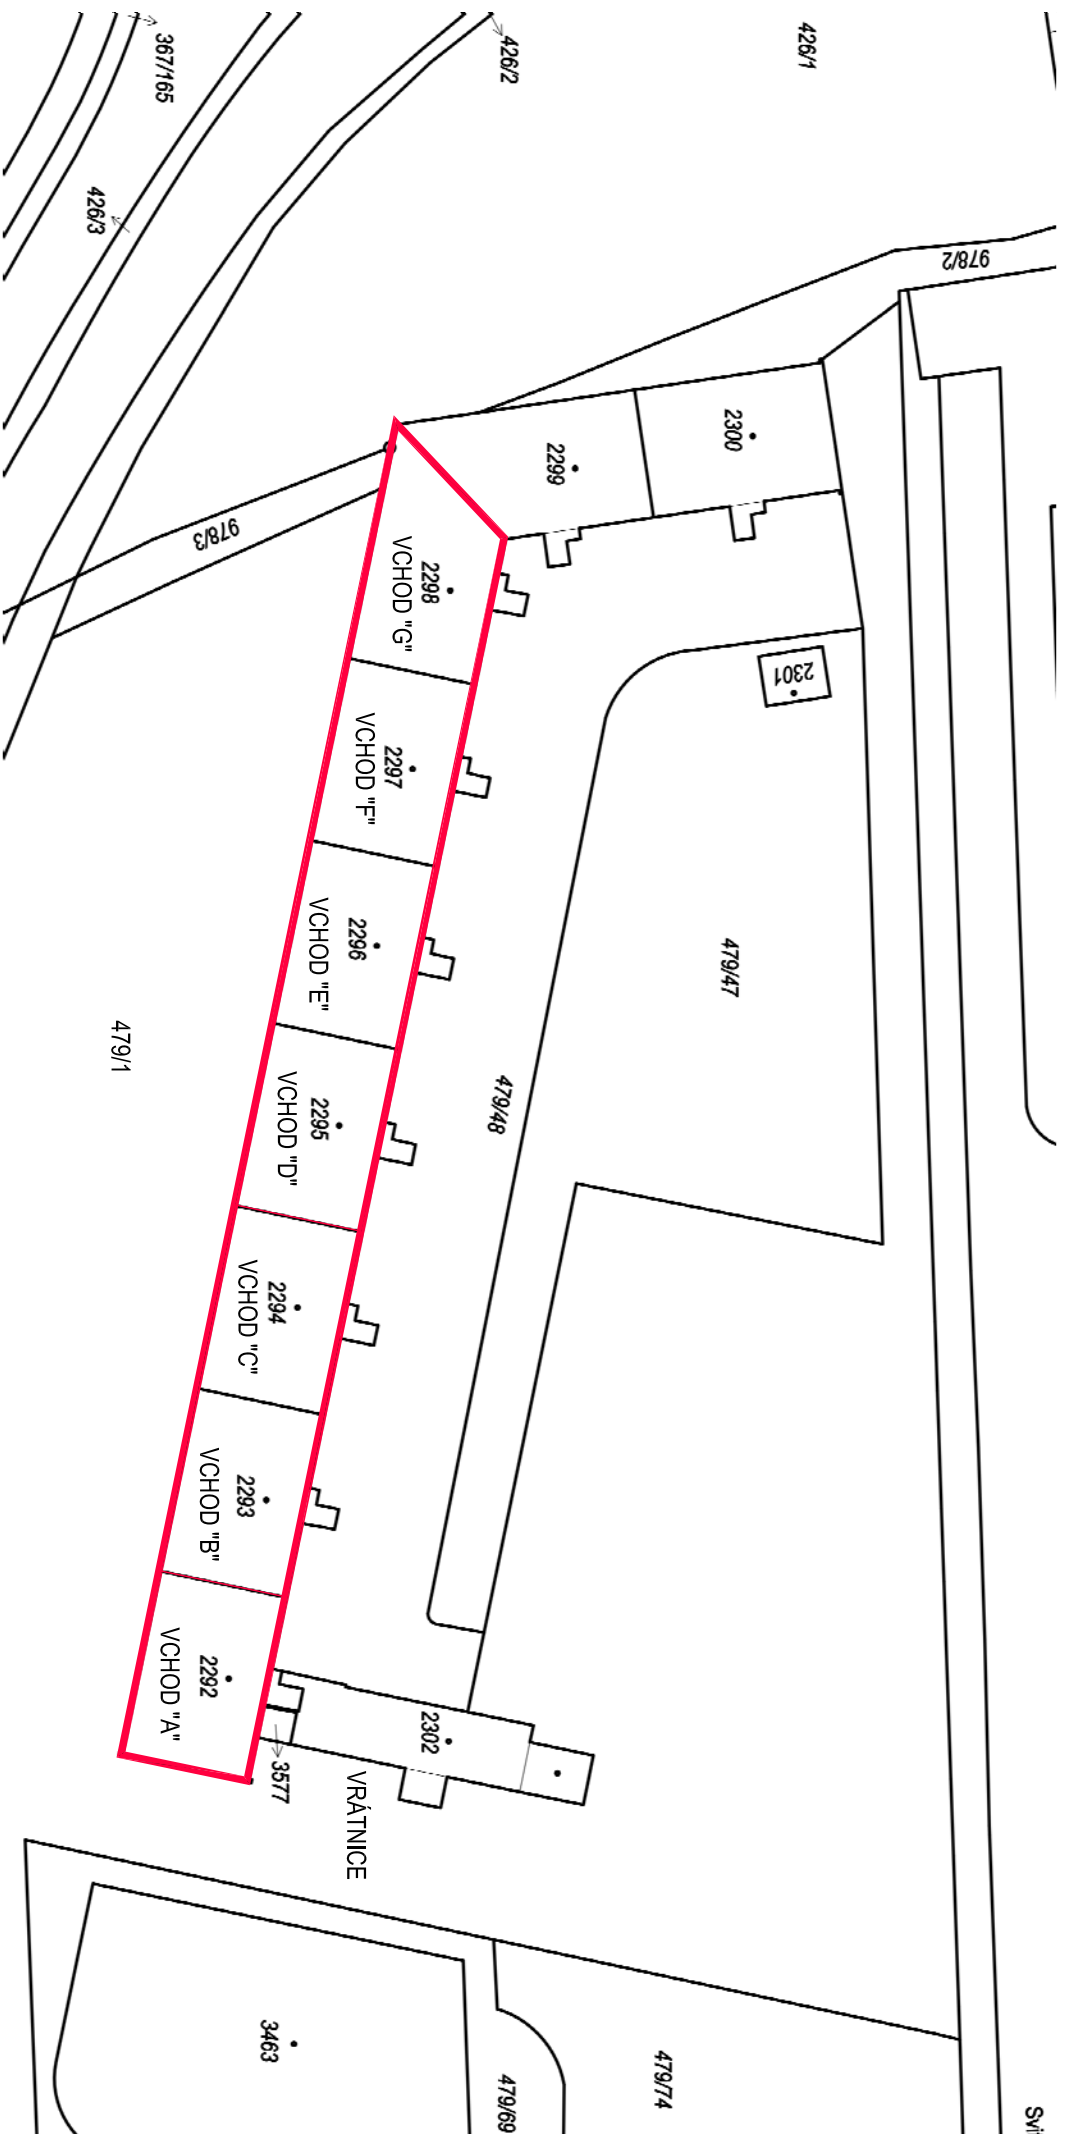 367/165
426/2
426/1
426/3
978/2
2300
2299
978/3
2298
VCHOD "G"
2301
2297
VCHOD "F"
2296
VCHOD "E"
479/47
479/1
2295
VCHOD "D"
479/48
2294
VCHOD "C"
2293
VCHOD "B"
2292
VCHOD "A"
2302
3577
VRÁTNICE
3463
479/69
479/74
Svi